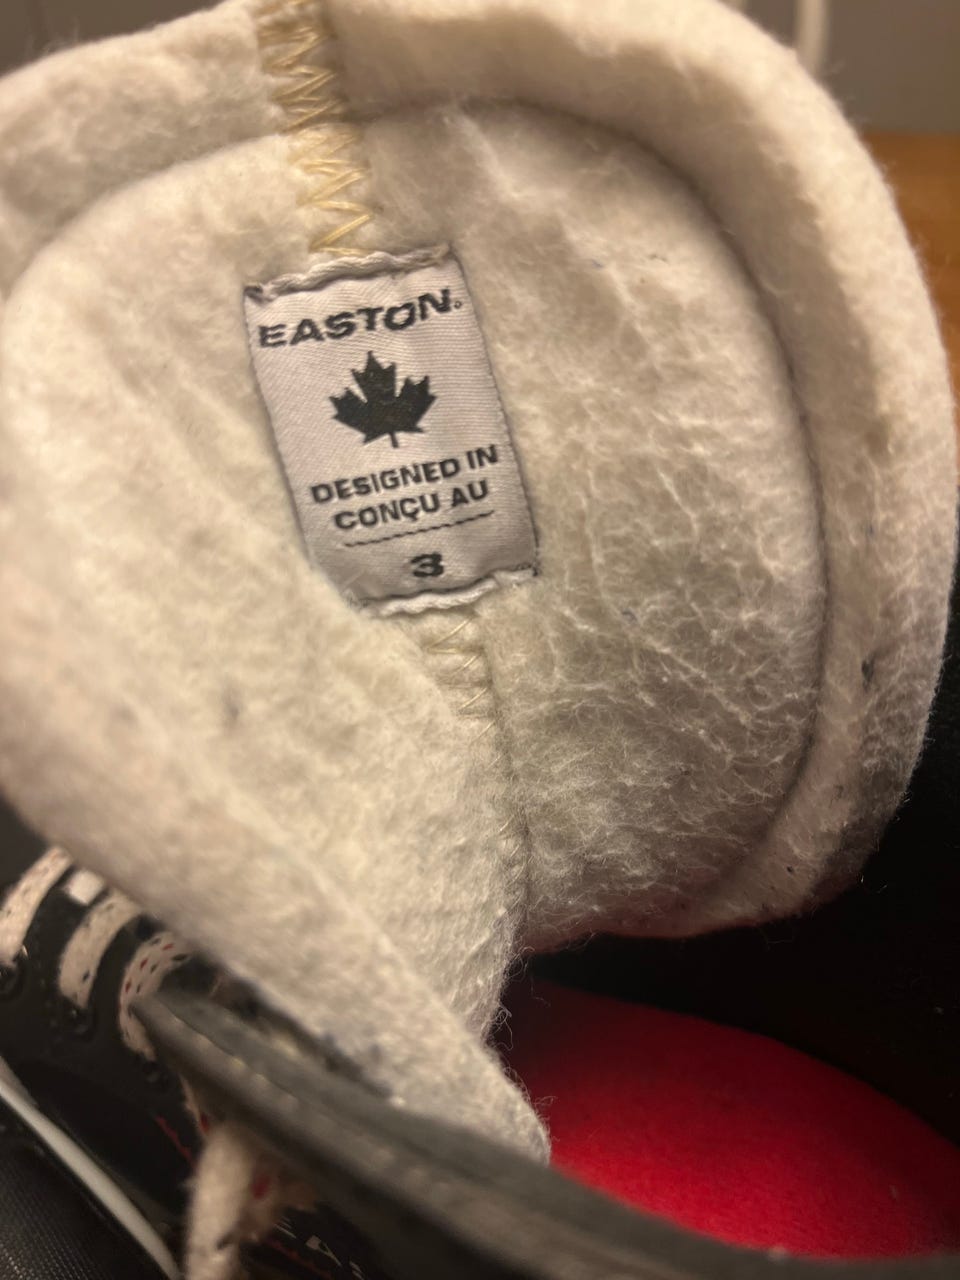 EASTON®
DESIGNED IN
CONÇU AU
3